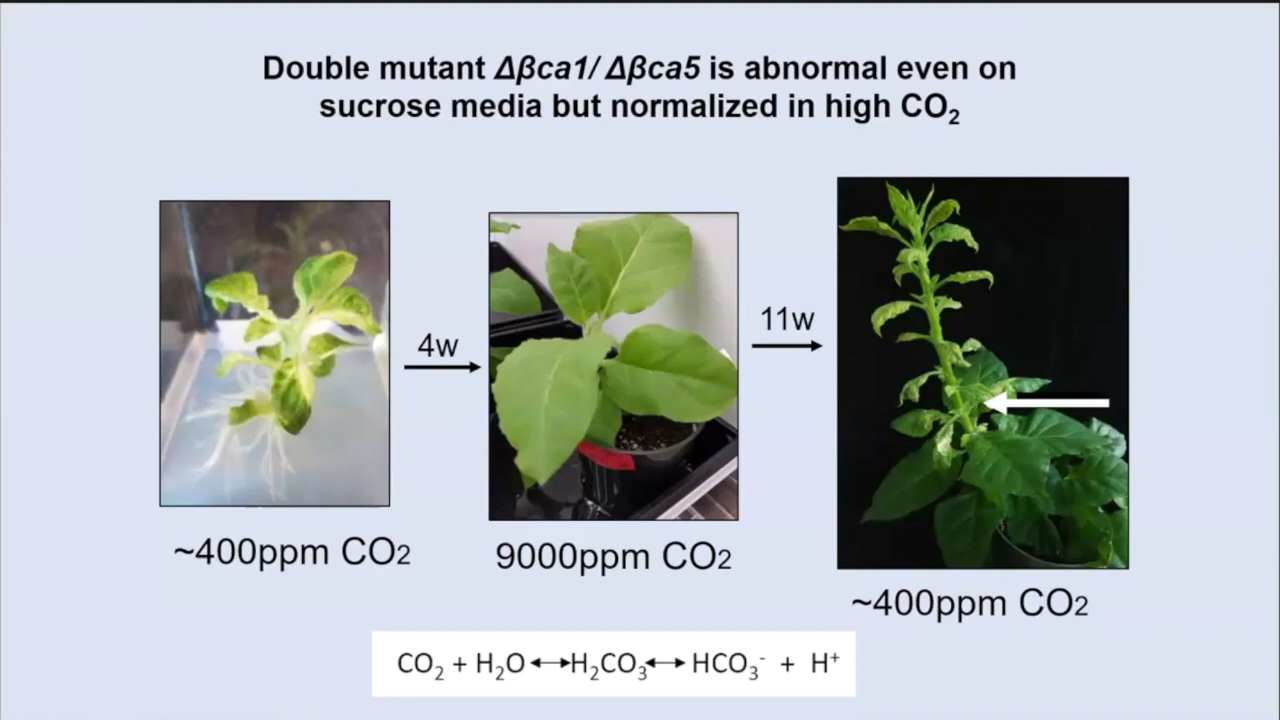 Double mutant Δβca1/ Δβca5 is abnormal even on
sucrose media but normalized in high CO₂
4w
11w
~400ppm CO2
9000ppm CO2
~400ppm CO2
CO₂ + H₂O ⟷H₂CO₃⟷ HCO₃⁻ + H⁺